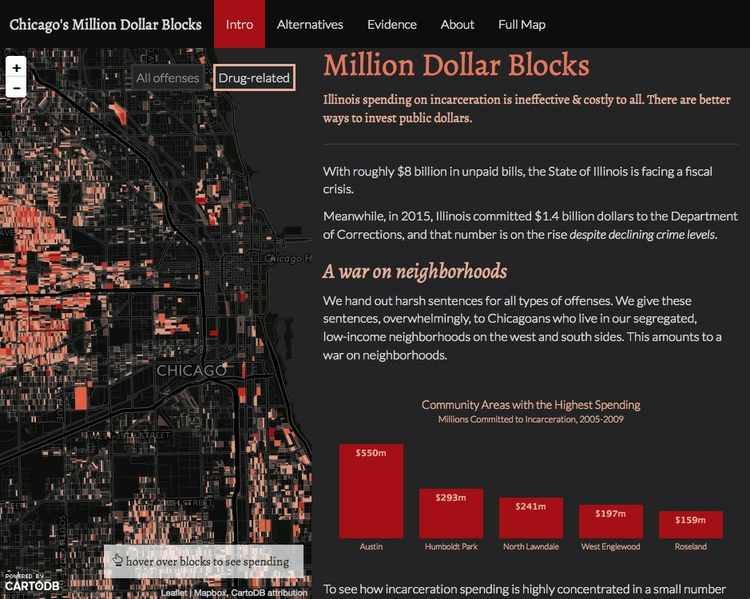 Chicago's Million Dollar Blocks
Intro
Alternatives
Evidence
About
Full Map
+
−
All offenses
Drug-related
Chicago H
CHICAGO
POWERED BY
CARTODB
hover over blocks to see spending
Leaflet | Mapbox, CartoDB attribution
Million Dollar Blocks
Illinois spending on incarceration is ineffective & costly to all. There are better
ways to invest public dollars.
With roughly $8 billion in unpaid bills, the State of Illinois is facing a fiscal
crisis.
Meanwhile, in 2015, Illinois committed $1.4 billion dollars to the Department
of Corrections, and that number is on the rise despite declining crime levels.
A war on neighborhoods
We hand out harsh sentences for all types of offenses. We give these
sentences, overwhelmingly, to Chicagoans who live in our segregated,
low-income neighborhoods on the west and south sides. This amounts to a
war on neighborhoods.
Community Areas with the Highest Spending
Millions Committed to Incarceration, 2005-2009
$550m
$293m
$241m
$197m
$159m
Austin
Humboldt Park
North Lawndale
West Englewood
Roseland
To see how incarceration spending is highly concentrated in a small number